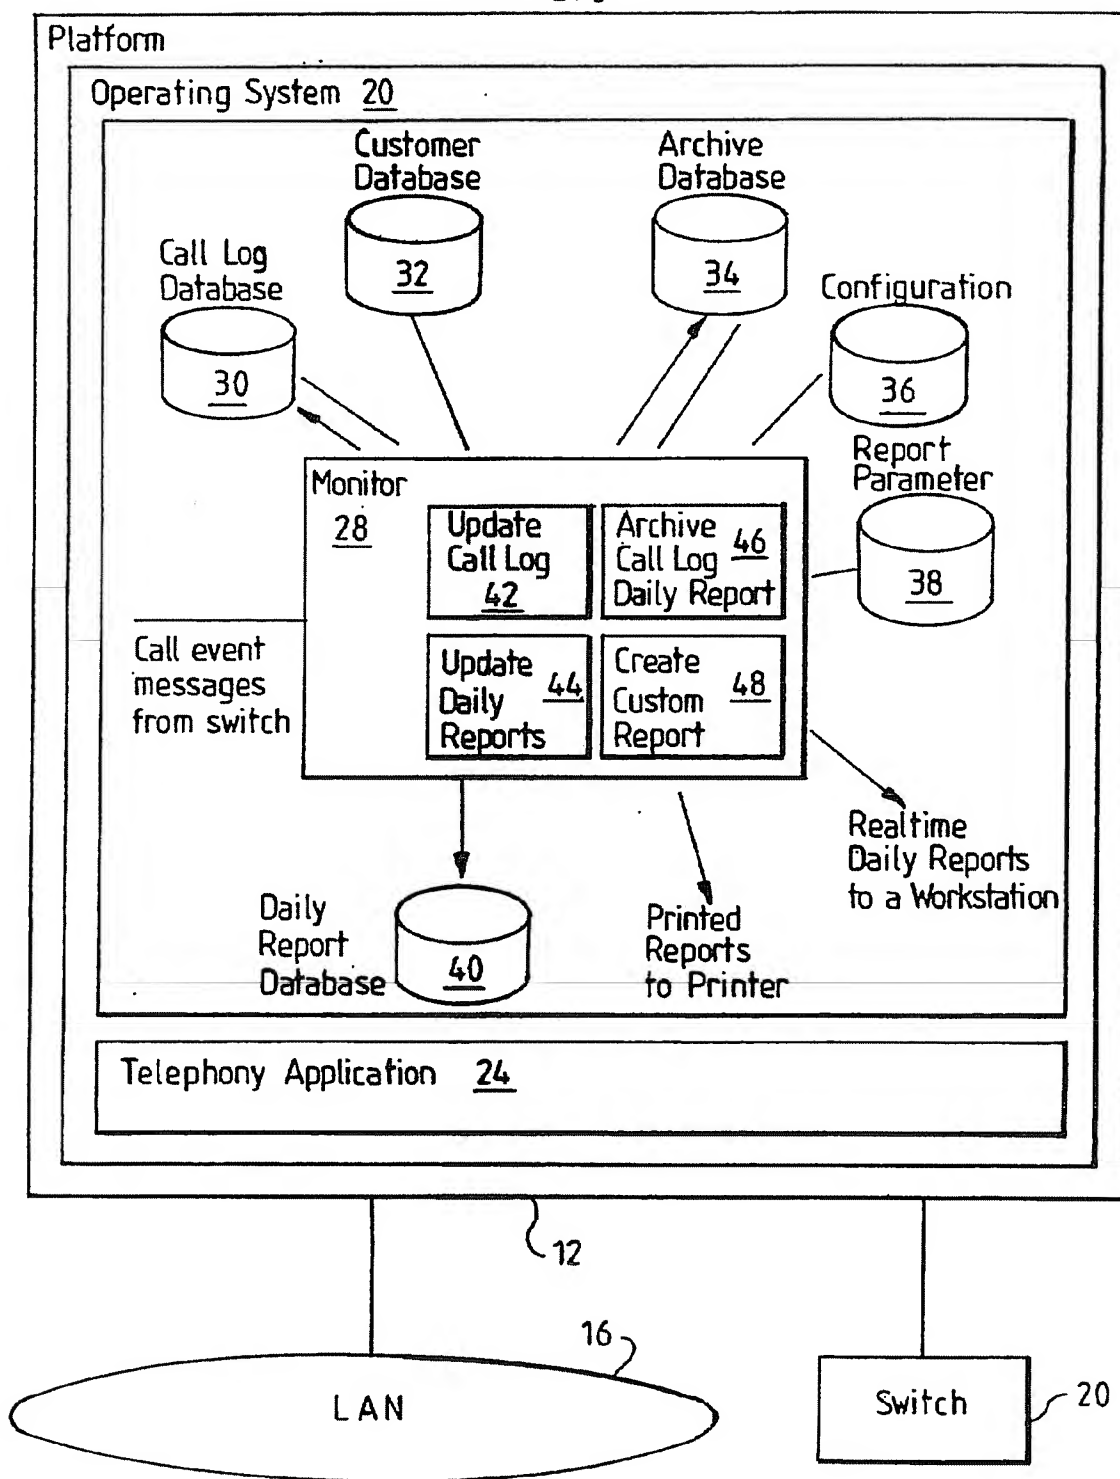 Platform
Operating System 20
Customer
Database
32
Archive
Database
34
Call Log
Database
30
Configuration
36
Report
Parameter
38
Monitor
28
Update
Call Log
42
Archive
Call Log
Daily Report
46
Update
Daily
Reports
44
Create
Custom
Report
48
Call event
messages
from switch
Realtime
Daily Reports
to a Workstation
Printed
Reports
to Printer
Daily
Report
Database
40
Telephony Application 24
12
16
LAN
Switch
20